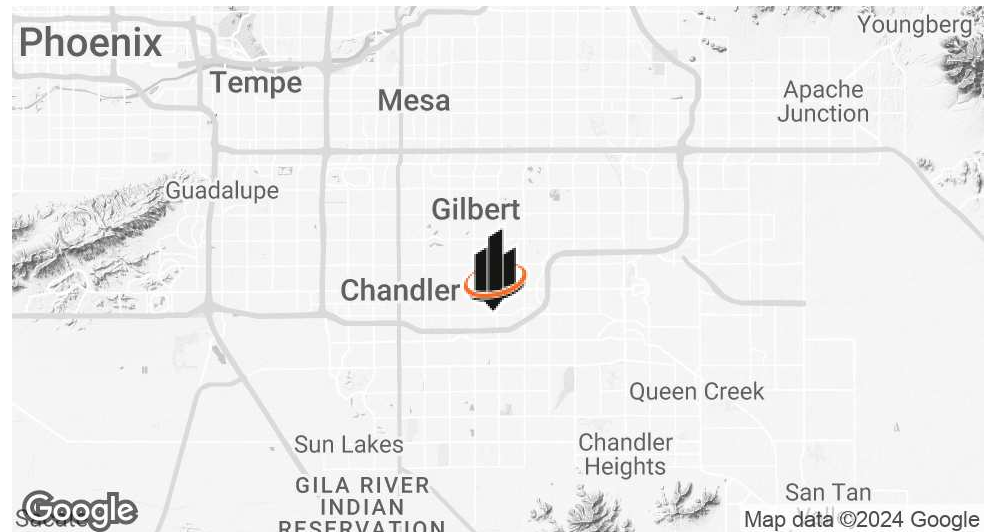 Youngberg
Phoenix
Tempe
Mesa
Apache
Junction
Guadalupe
Gilbert
Chandler
Queen Creek
Sun Lakes
Chandler
Heights
GILA RIVER
INDIAN
RESERVATION
San Tan
Google
Map data ©2024 Google